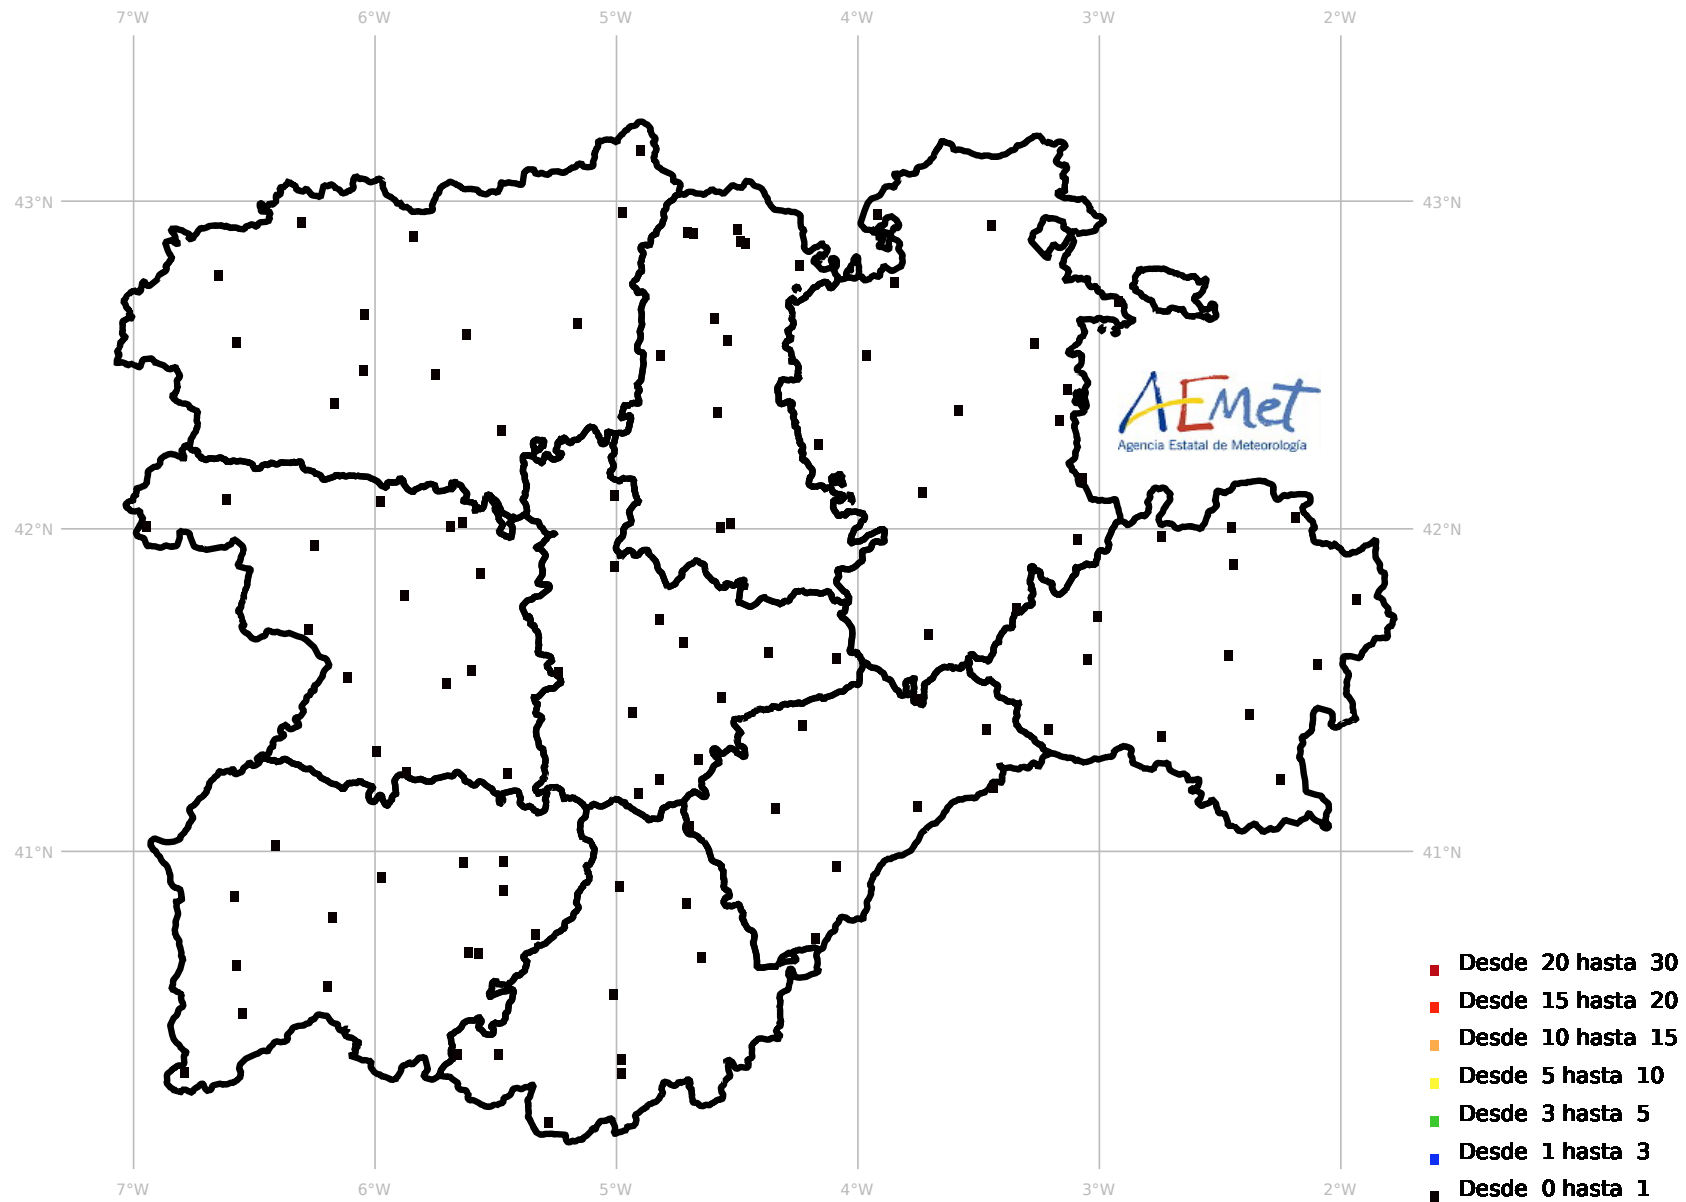 7°W 6°W 5°W 4°W 3°W 2°W
43°N 43°N
AEMet
Agencia Estatal de Meteorología
42°N 42°N
41°N 41°N
Desde 20 hasta 30
Desde 15 hasta 20
Desde 10 hasta 15
Desde 5 hasta 10
Desde 3 hasta 5
Desde 1 hasta 3
Desde 0 hasta 1
7°W 6°W 5°W 4°W 3°W 2°W